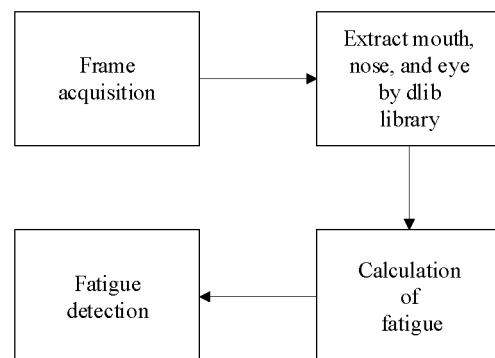 Frame
acquisition
Extract mouth,
nose, and eye
by dlib
library
Calculation
of
fatigue
Fatigue
detection